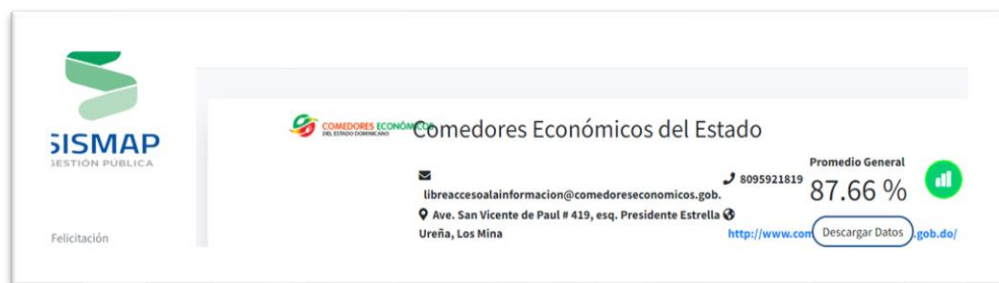 SISMAP
GESTIÓN PÚBLICA
Felicitación
COMEDORES ECONÓMICOS
DEL ESTADO DOMINICANO
Comedores Económicos del Estado
libreaccesoalainformacion@comedoreseconomicos.gob.
8095921819
Ave. San Vicente de Paul # 419, esq. Presidente Estrella
Ureña, Los Mina
http://www.com
.gob.do/
Promedio General
87.66 %
Descargar Datos